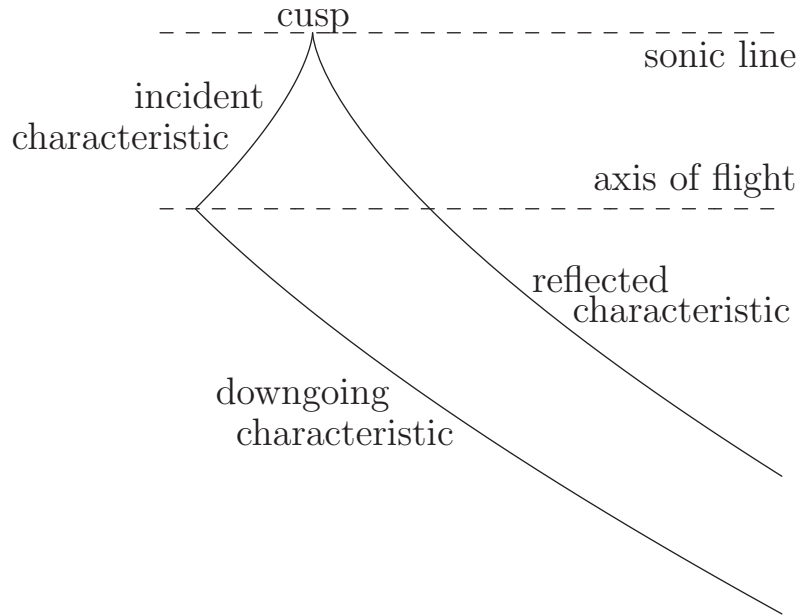 cusp
sonic line
incident
characteristic
axis of flight
reflected
characteristic
downgoing
characteristic